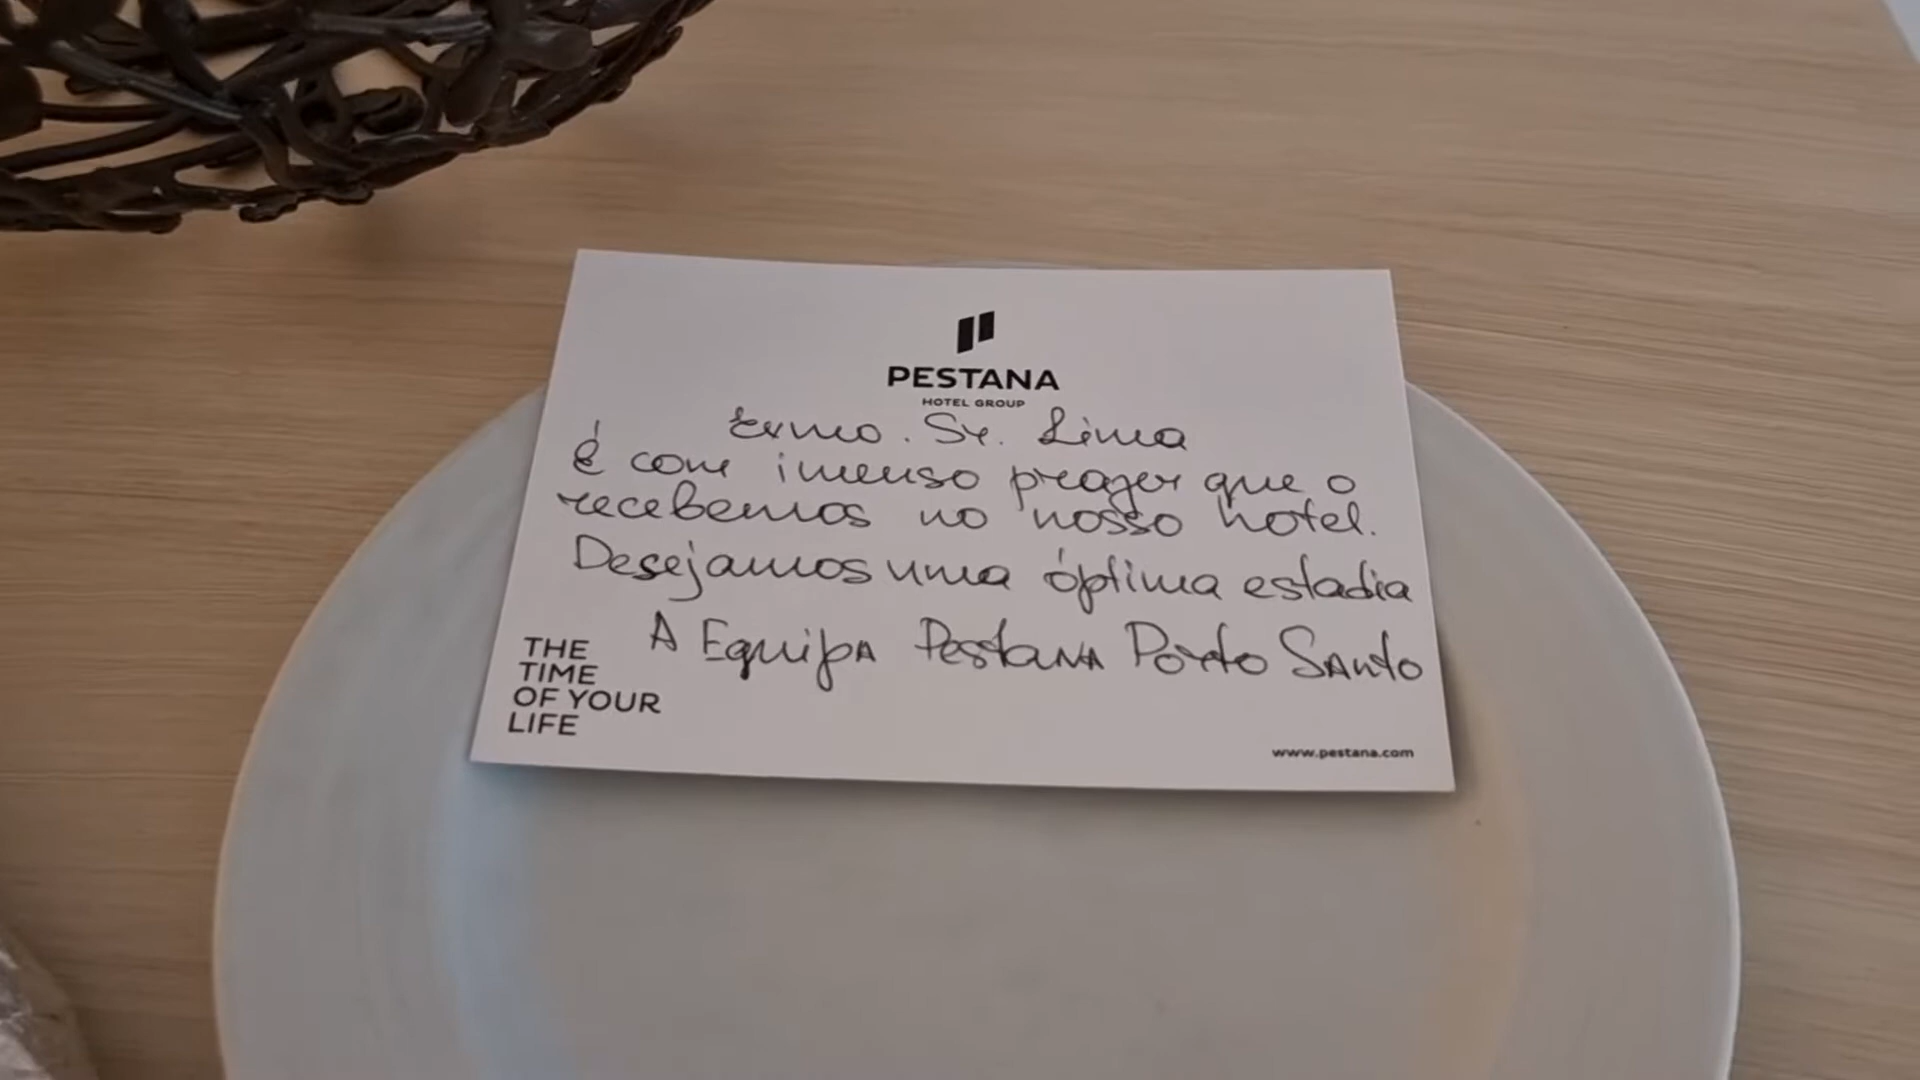 PESTANA
HOTEL GROUP
Exmo. Sr. Lima
É com imenso prazer que o
recebemos no nosso hotel.
Desejamos uma óptima estadia
A Equipa Pestana Porto Santo
THE
TIME
OF YOUR
LIFE
www.pestana.com